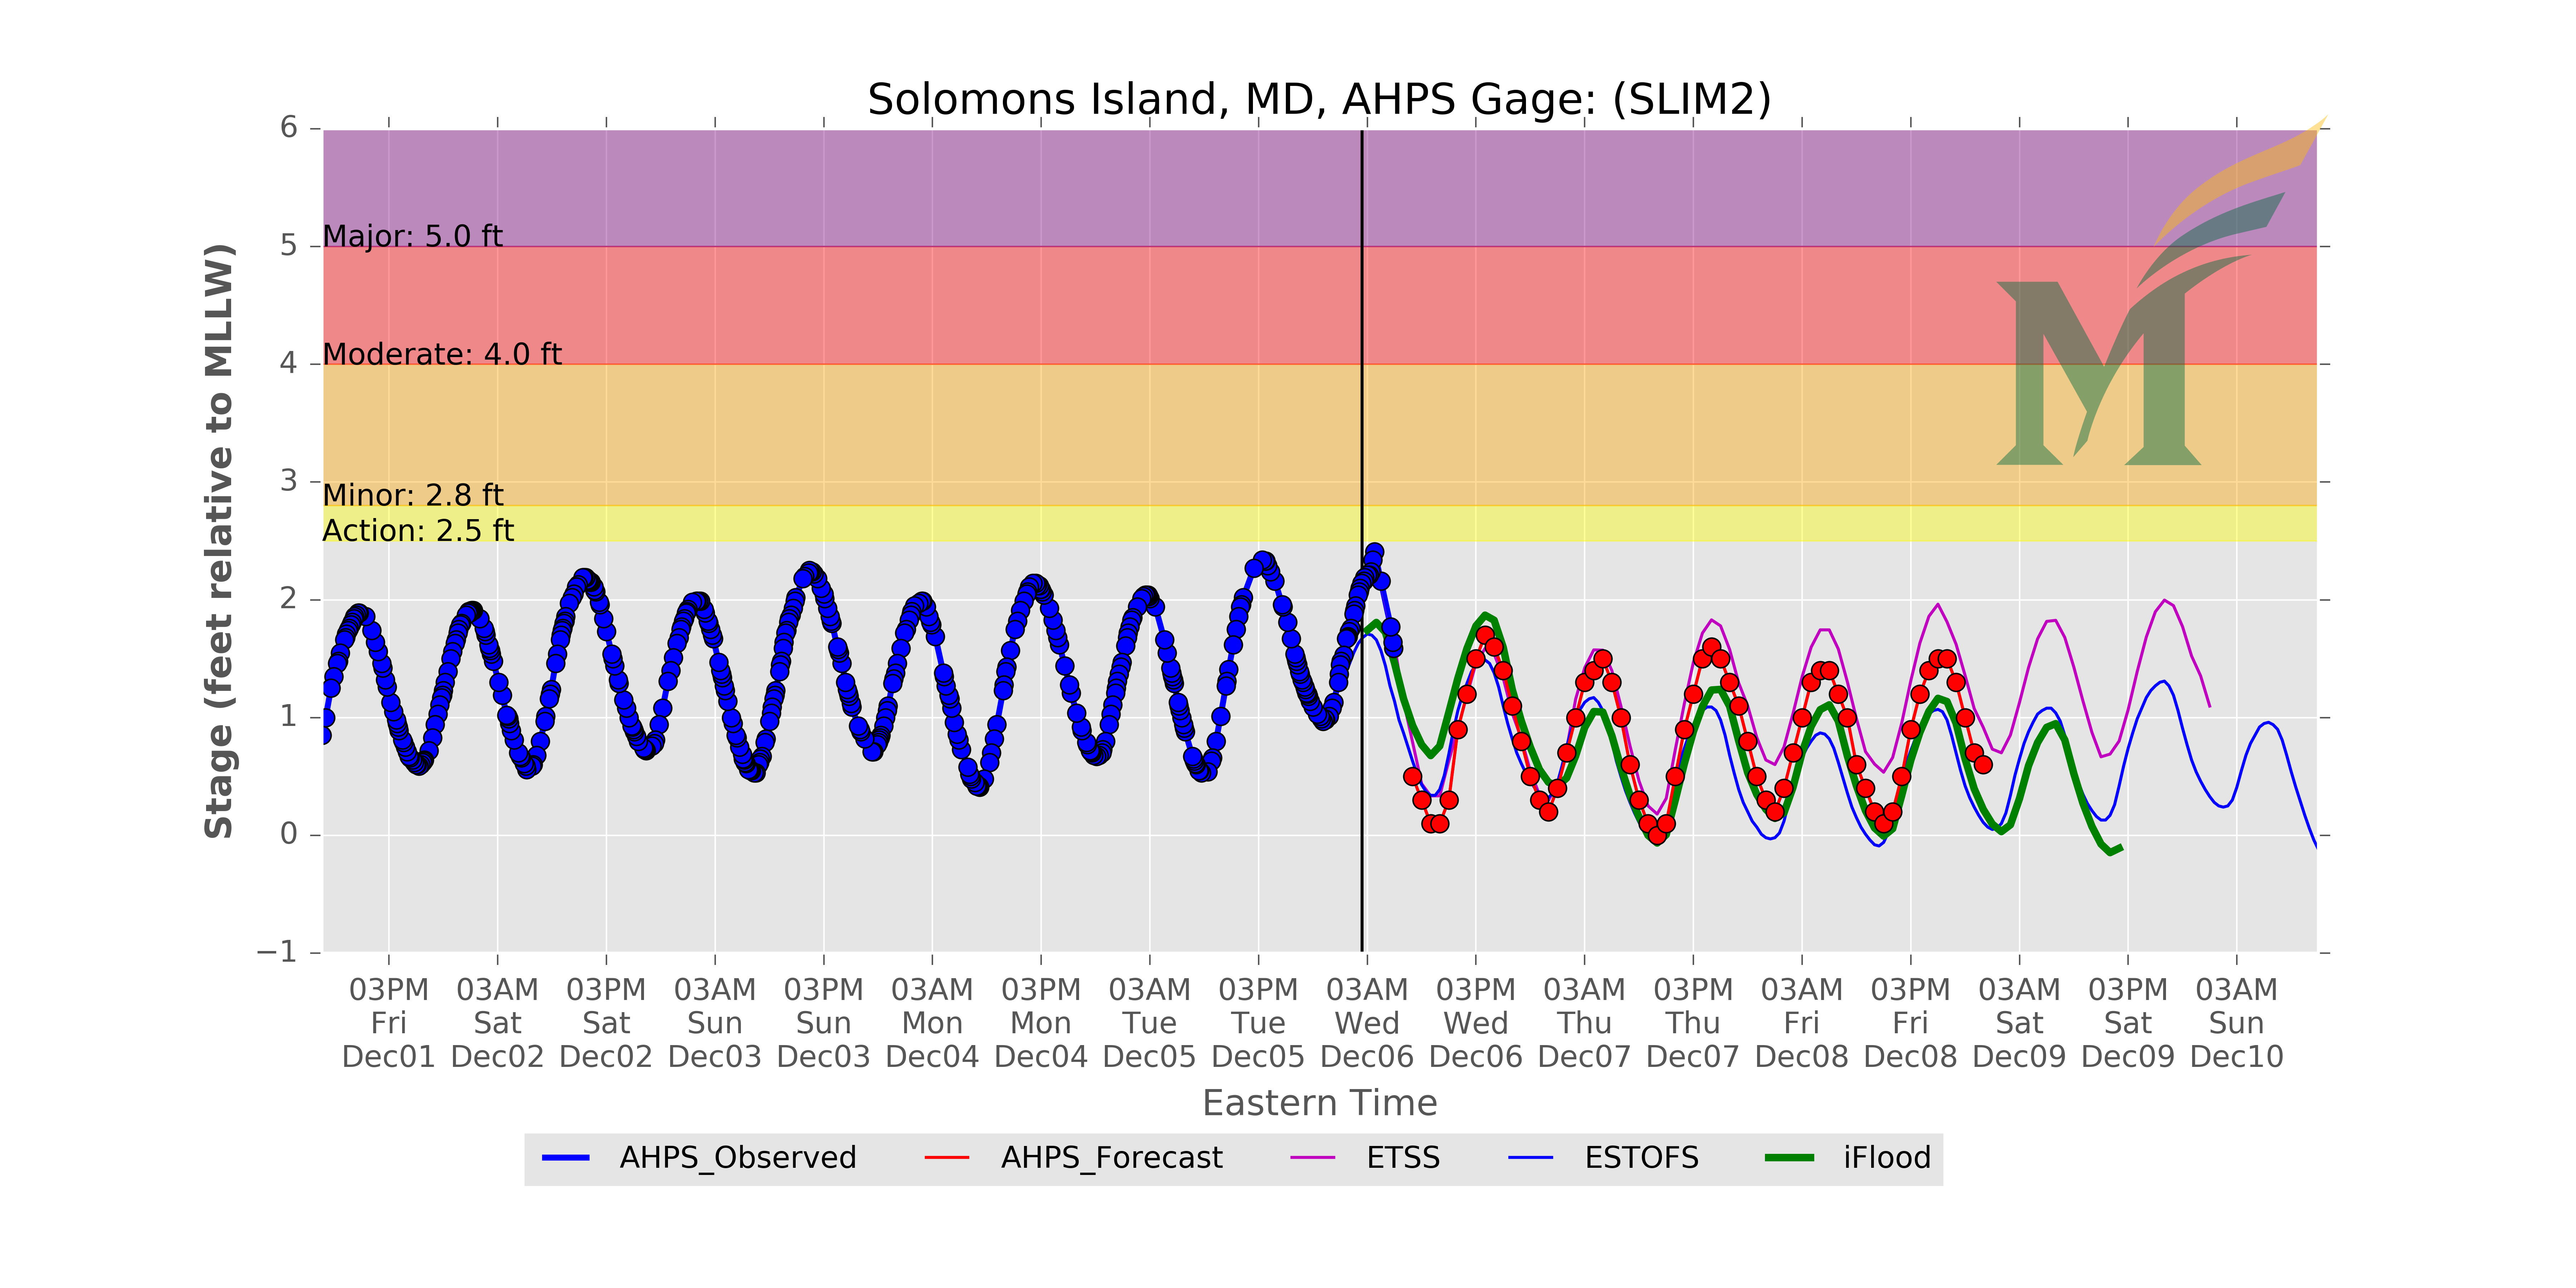 Solomons Island, MD, AHPS Gage: (SLIM2)
Stage (feet relative to MLLW)
6
5
4
3
2
1
0
−1
Major: 5.0 ft
Moderate: 4.0 ft
Minor: 2.8 ft
Action: 2.5 ft
M
03PM 03AM 03PM 03AM 03PM 03AM 03PM 03AM 03PM 03AM 03PM 03AM 03PM 03AM 03PM 03AM 03PM 03AM
Fri Sat Sat Sun Sun Mon Mon Tue Tue Wed Wed Thu Thu Fri Fri Sat Sat Sun
Dec01 Dec02 Dec02 Dec03 Dec03 Dec04 Dec04 Dec05 Dec05 Dec06 Dec06 Dec07 Dec07 Dec08 Dec08 Dec09 Dec09 Dec10
Eastern Time
AHPS_Observed AHPS_Forecast ETSS ESTOFS iFlood